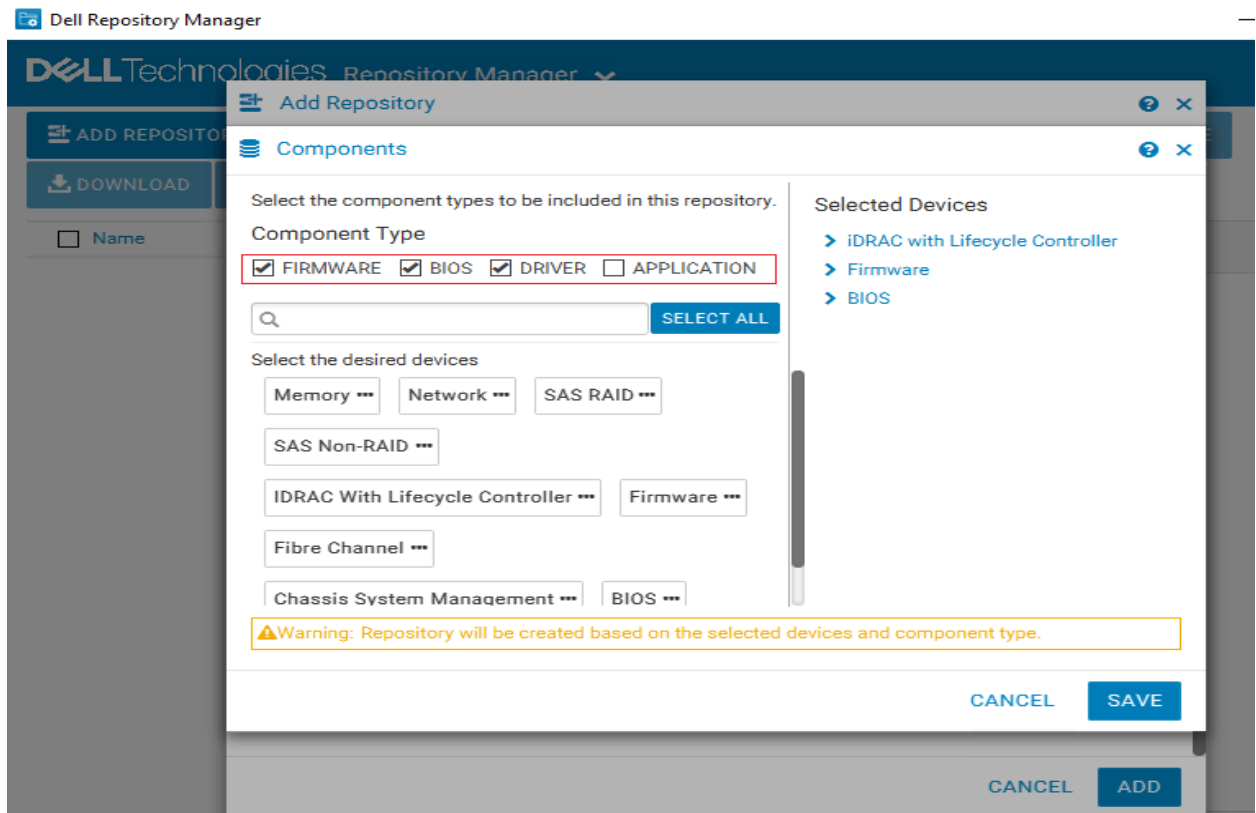 Dell Repository Manager
DELLTechnologies Repository Manager
Add Repository
ADD REPOSITOR
Components
DOWNLOAD
Select the component types to be included in this repository.
Selected Devices
Name
Component Type
iDRAC with Lifecycle Controller
FIRMWARE BIOS DRIVER APPLICATION
Firmware
BIOS
SELECT ALL
Select the desired devices
Memory ••• Network ••• SAS RAID •••
SAS Non-RAID •••
IDRAC With Lifecycle Controller ••• Firmware •••
Fibre Channel •••
Chassis System Management ••• BIOS •••
Warning: Repository will be created based on the selected devices and component type.
CANCEL SAVE
CANCEL ADD